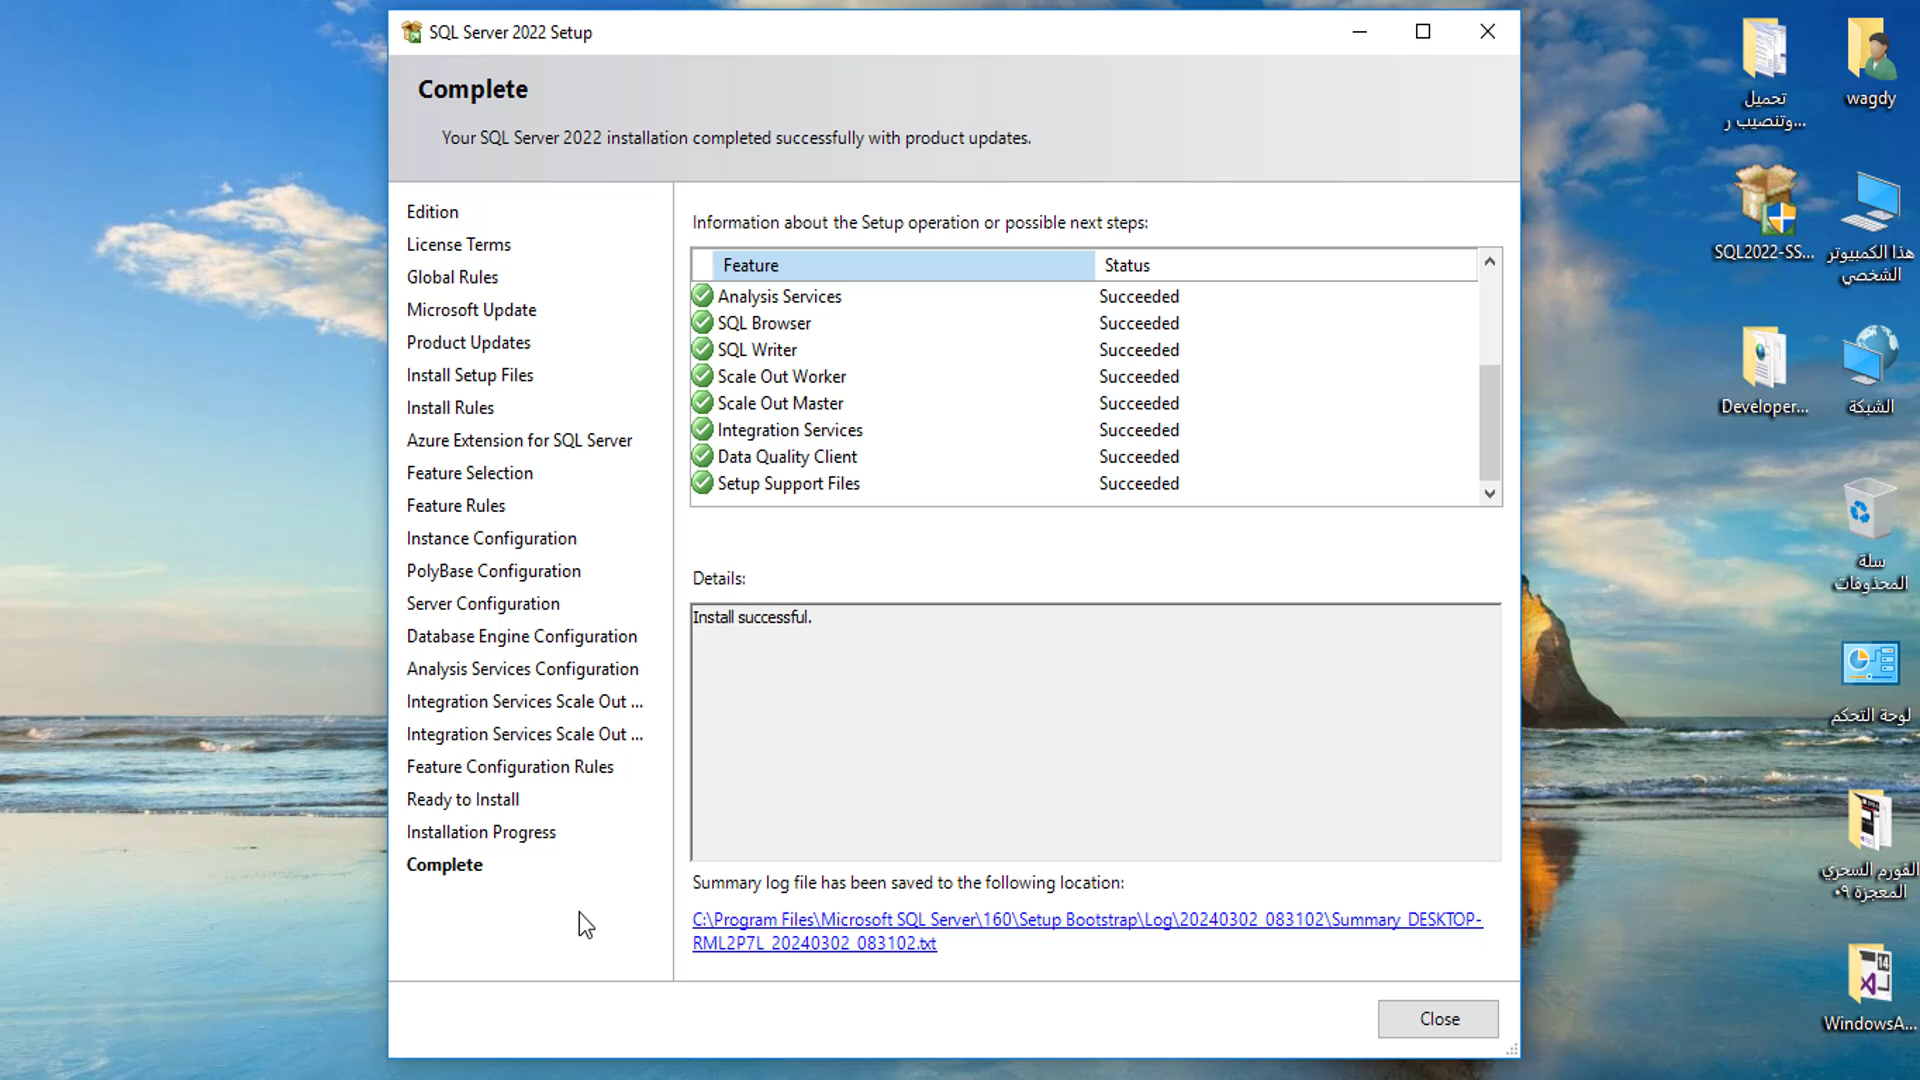 SQL Server 2022 Setup
Complete
Your SQL Server 2022 installation completed successfully with product updates.
Edition
License Terms
Global Rules
Microsoft Update
Product Updates
Install Setup Files
Install Rules
Azure Extension for SQL Server
Feature Selection
Feature Rules
Instance Configuration
PolyBase Configuration
Server Configuration
Database Engine Configuration
Analysis Services Configuration
Integration Services Scale Out ...
Integration Services Scale Out ...
Feature Configuration Rules
Ready to Install
Installation Progress
Complete
Information about the Setup operation or possible next steps:
Feature Status
Analysis Services Succeeded
SQL Browser Succeeded
SQL Writer Succeeded
Scale Out Worker Succeeded
Scale Out Master Succeeded
Integration Services Succeeded
Data Quality Client Succeeded
Setup Support Files Succeeded
Details:
Install successful.
Summary log file has been saved to the following location:
C:\Program Files\Microsoft SQL Server\160\Setup Bootstrap\Log\20240302_083102\Summary_DESKTOP-
RML2P7L_20240302_083102.txt
Close
تحميل
وتنصيب ر...
wagdy
SQL2022-SS...
هذا الكمبيوتر
الشخصي
Developer...
الشبكة
سلة
المحذوفات
لوحة التحكم
الفورم السحري
المعجزة ٠٩
14
WindowsA...